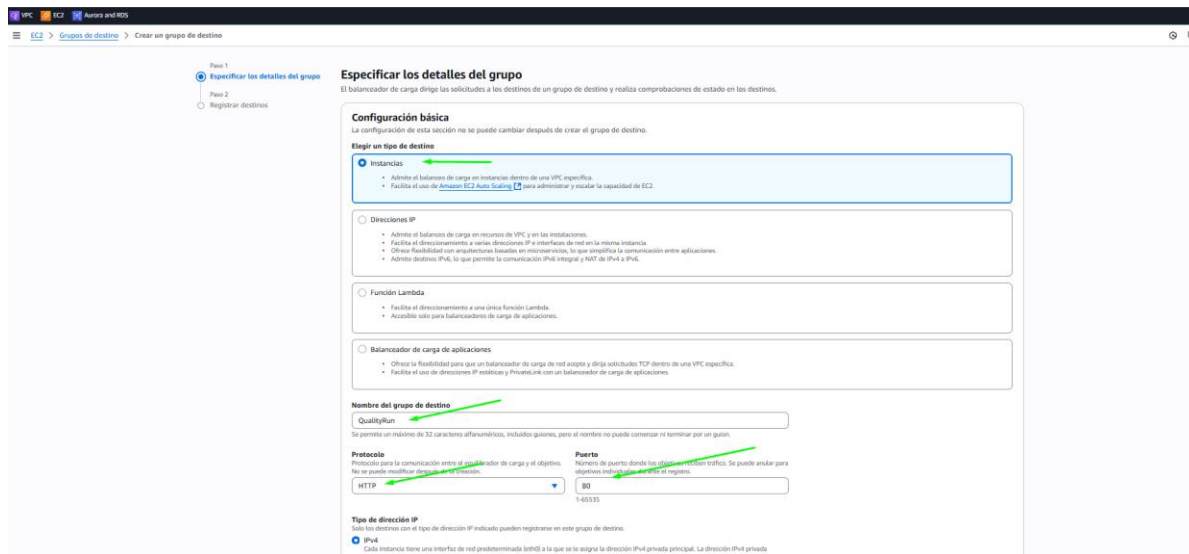 VPC EC2 Aurora and RDS
EC2 > Grupos de destino > Crear un grupo de destino
Paso 1
Especificar los detalles del grupo
Paso 2
Registrar destinos
Especificar los detalles del grupo
El balanceador de carga dirige las solicitudes a los destinos de un grupo de destino y realiza comprobaciones de estado en los destinos.
Configuración básica
La configuración de esta sección no se puede cambiar después de crear el grupo de destino.
Elegir un tipo de destino
Instancias
• Admite el balanceo de carga en instancias dentro de una VPC específica.
• Facilita el uso de Amazon EC2 Auto Scaling para administrar y escalar la capacidad de EC2.
Direcciones IP
• Admite el balanceo de carga en recursos de VPC y en las instalaciones.
• Facilita el direccionamiento a varias direcciones IP e interfaces de red en la misma instancia.
• Ofrece flexibilidad con arquitecturas basadas en microservicios, lo que simplifica la comunicación entre aplicaciones.
• Admite destinos IPv6, lo que permite la comunicación IPv6 integral y NAT de IPv4 a IPv6.
Función Lambda
• Facilita el direccionamiento a una única función Lambda.
• Accesible solo para balanceadores de carga de aplicaciones.
Balanceador de carga de aplicaciones
• Ofrece la flexibilidad para que un balanceador de carga de red acepte y dirija solicitudes TCP dentro de una VPC específica.
• Facilita el uso de direcciones IP estáticas y PrivateLink con un balanceador de carga de aplicaciones.
Nombre del grupo de destino
QualityRun
Se permite un máximo de 32 caracteres alfanuméricos, incluidos guiones, pero el nombre no puede comenzar ni terminar por un guion.
Protocolo
Protocolo para la comunicación entre el equilibrador de carga y el objetivo.
No se puede modificar después de la creación.
HTTP
Puerto
Número de puerto donde los objetivos reciben tráfico. Se puede anular para
objetivos individuales durante el registro.
80
1-65535
Tipo de dirección IP
Solo los destinos con el tipo de dirección IP indicado pueden registrarse en este grupo de destino.
IPv4
Cada instancia tiene una interfaz de red predeterminada (eth0) a la que se le asigna la dirección IPv4 privada principal. La dirección IPv4 privada